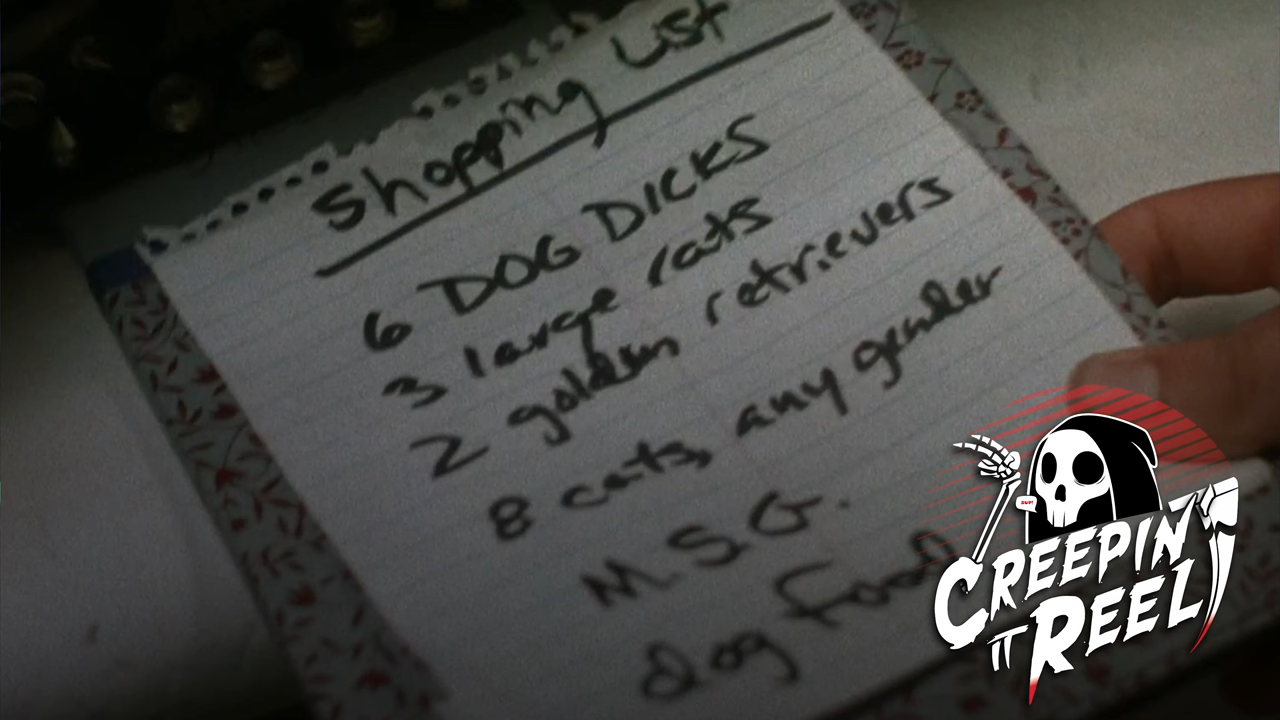 Shopping List
6 DOG DICKS
3 large rats
2 golden retrievers
8 cats, any gender
M.S.G.
dog food
SUP!
CREEPIN'
IT REEL